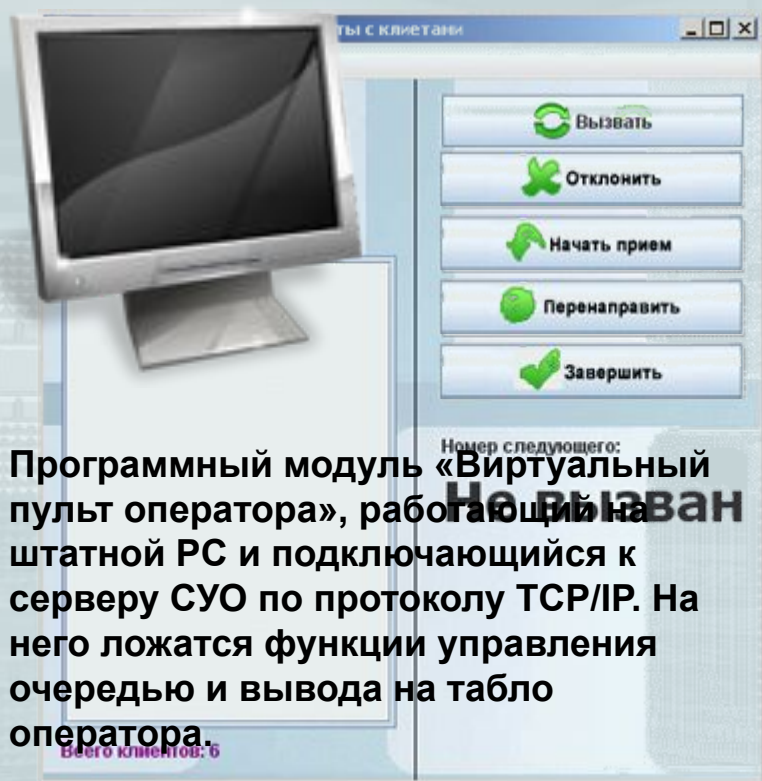 ты с клиетами
Вызвать
Отклонить
Начать прием
Перенаправить
Завершить
Номер следующего:
Не вызван
Программный модуль «Виртуальный
пульт оператора», работающий на
штатной PC и подключающийся к
серверу СУО по протоколу TCP/IP. На
него ложатся функции управления
очередью и вывода на табло
оператора.
Всего клиентов: 6